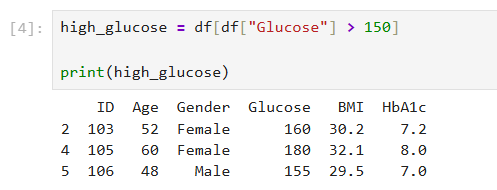 [4]: high_glucose = df[df["Glucose"] > 150]
print(high_glucose)
ID Age Gender Glucose BMI HbA1c
2 103 52 Female 160 30.2 7.2
4 105 60 Female 180 32.1 8.0
5 106 48 Male 155 29.5 7.0